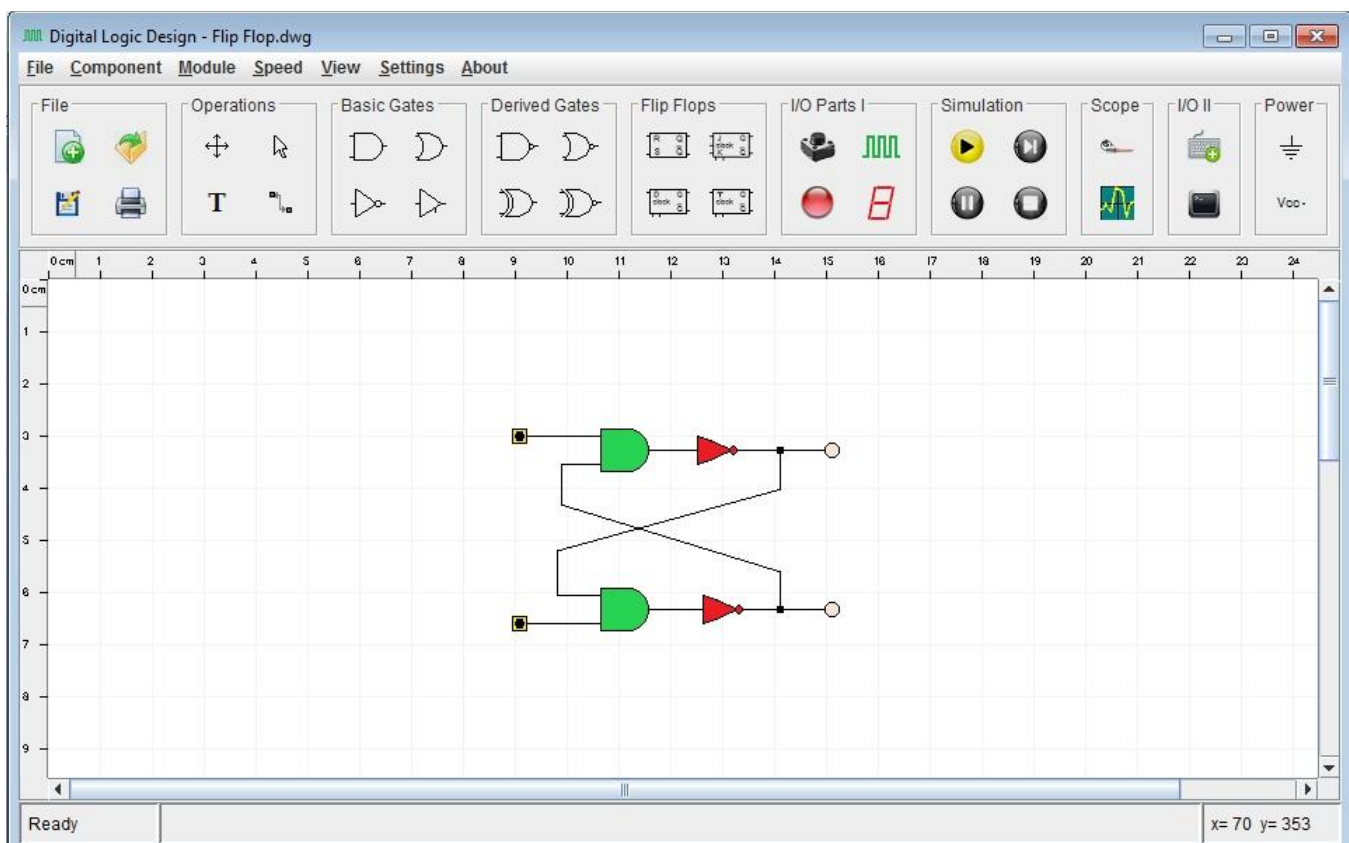 Digital Logic Design - Flip Flop.dwg
File Component Module Speed View Settings About
File Operations Basic Gates Derived Gates Flip Flops I/O Parts I Simulation Scope I/O II Power
T Vcc
0 cm 1 2 3 4 5 6 7 8 9 10 11 12 13 14 15 16 17 18 19 20 21 22 23 24
0 cm
1
2
3
4
5
6
7
8
9
Ready x= 70 y= 353